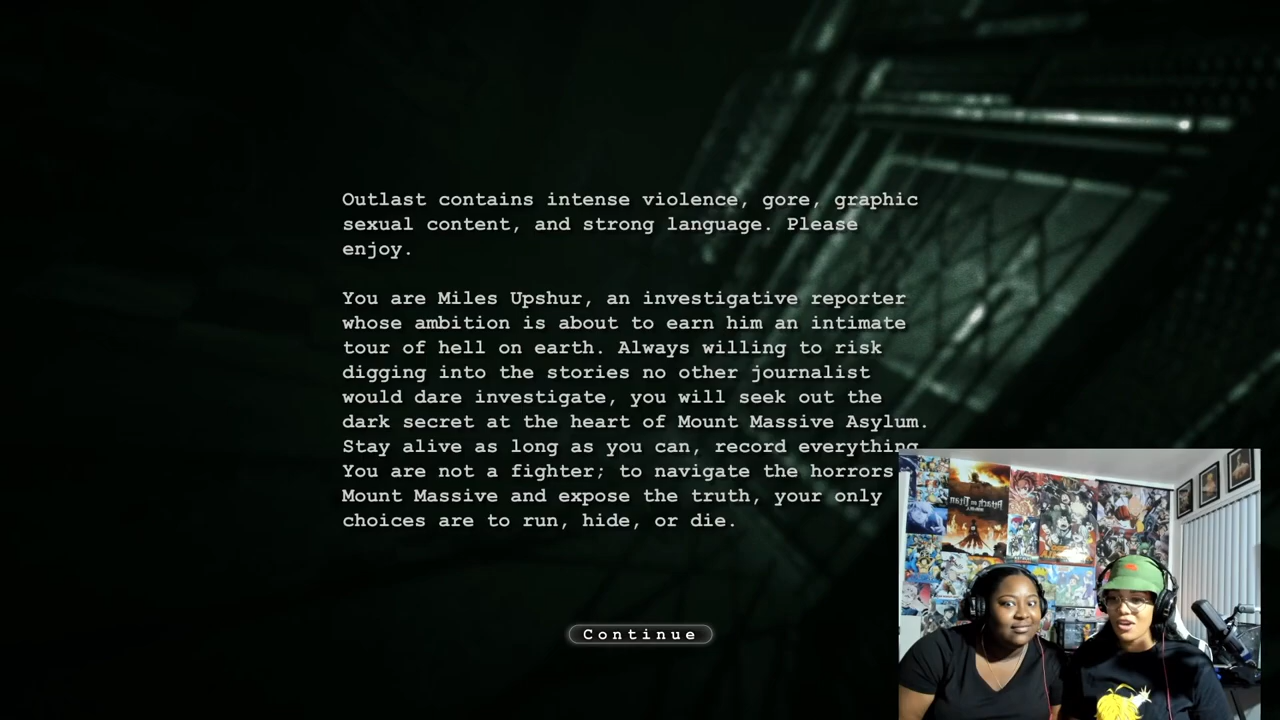 Outlast contains intense violence, gore, graphic
sexual content, and strong language. Please
enjoy.
You are Miles Upshur, an investigative reporter
whose ambition is about to earn him an intimate
tour of hell on earth. Always willing to risk
digging into the stories no other journalist
would dare investigate, you will seek out the
dark secret at the heart of Mount Massive Asylum.
Stay alive as long as you can, record everything
You are not a fighter; to navigate the horrors
Mount Massive and expose the truth, your only
choices are to run, hide, or die.
Continue
Attack on Titan